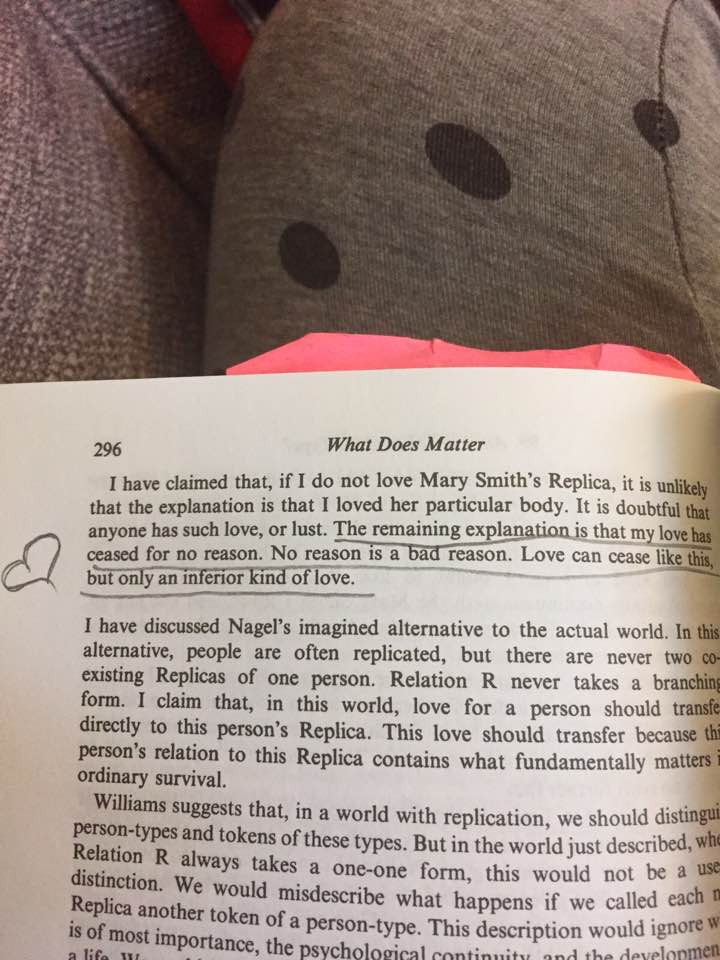 296 What Does Matter
I have claimed that, if I do not love Mary Smith's Replica, it is unlikely
that the explanation is that I loved her particular body. It is doubtful that
anyone has such love, or lust. The remaining explanation is that my love has
ceased for no reason. No reason is a bad reason. Love can cease like this,
but only an inferior kind of love.
I have discussed Nagel's imagined alternative to the actual world. In this
alternative, people are often replicated, but there are never two co-
existing Replicas of one person. Relation R never takes a branching
form. I claim that, in this world, love for a person should
directly to this person's Replica. This love should transfer because
person's relation to this Replica contains what fundamentally matters
ordinary survival.
Williams suggests that, in a world with replication, we should
person-types and tokens of these types. But in the world just described,
Relation R always takes a one-one form, this would not be a
distinction. We would misdescribe what happens if we called each
Replica another token of a person-type. This description would ignore
is of most importance, the psychological continuity, and the
a life.